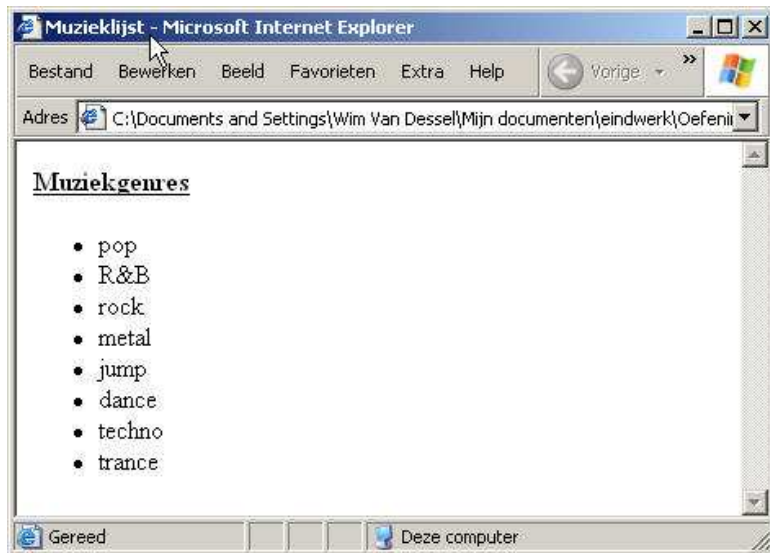 Muzieklijst - Microsoft Internet Explorer
Bestand Bewerken Beeld Favorieten Extra Help Vorige »
Adres C:\Documents and Settings\Wim Van Dessel\Mijn documenten\eindwerk\Oefenin
Muziekgenres
• pop
• R&B
• rock
• metal
• jump
• dance
• techno
• trance
Gereed Deze computer